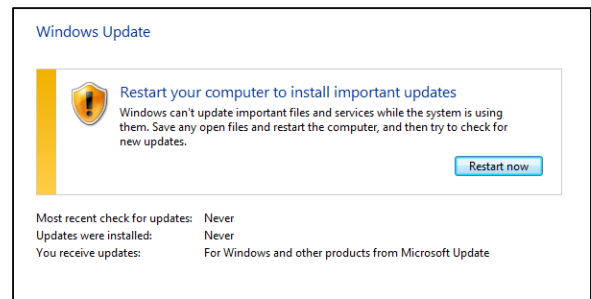 Windows Update
Restart your computer to install important updates
Windows can't update important files and services while the system is using
them. Save any open files and restart the computer, and then try to check for
new updates.
Restart now
Most recent check for updates: Never
Updates were installed: Never
You receive updates: For Windows and other products from Microsoft Update